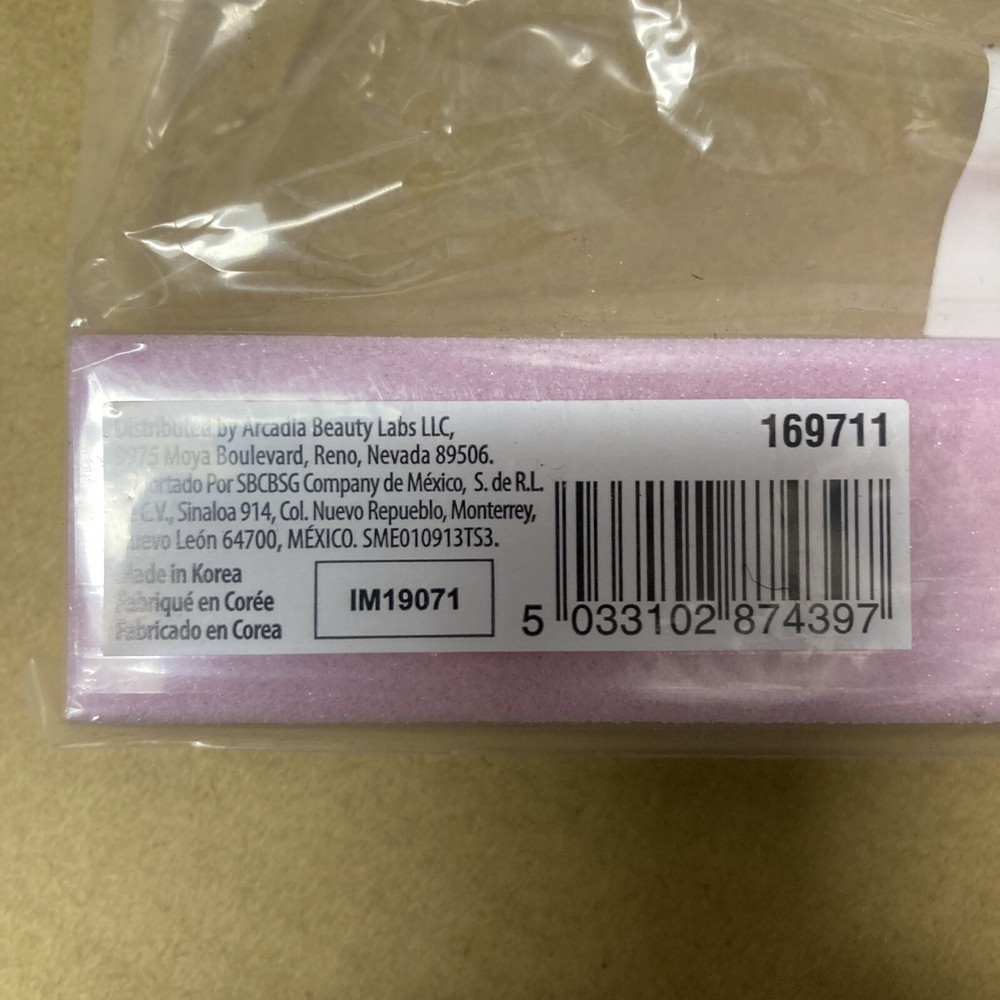 Distributed by Arcadia Beauty Labs LLC,
9975 Moya Boulevard, Reno, Nevada 89506.
Por SBCBSG Company de México, S. de R.L.
C.V., Sinaloa 914, Col. Nuevo Repueblo, Monterrey,
Nuevo León 64700, MÉXICO. SME010913TS3.
Made in Korea
Fabriqué en Corée
Fabricado en Corea
IM19071
169711
5 033102 874397